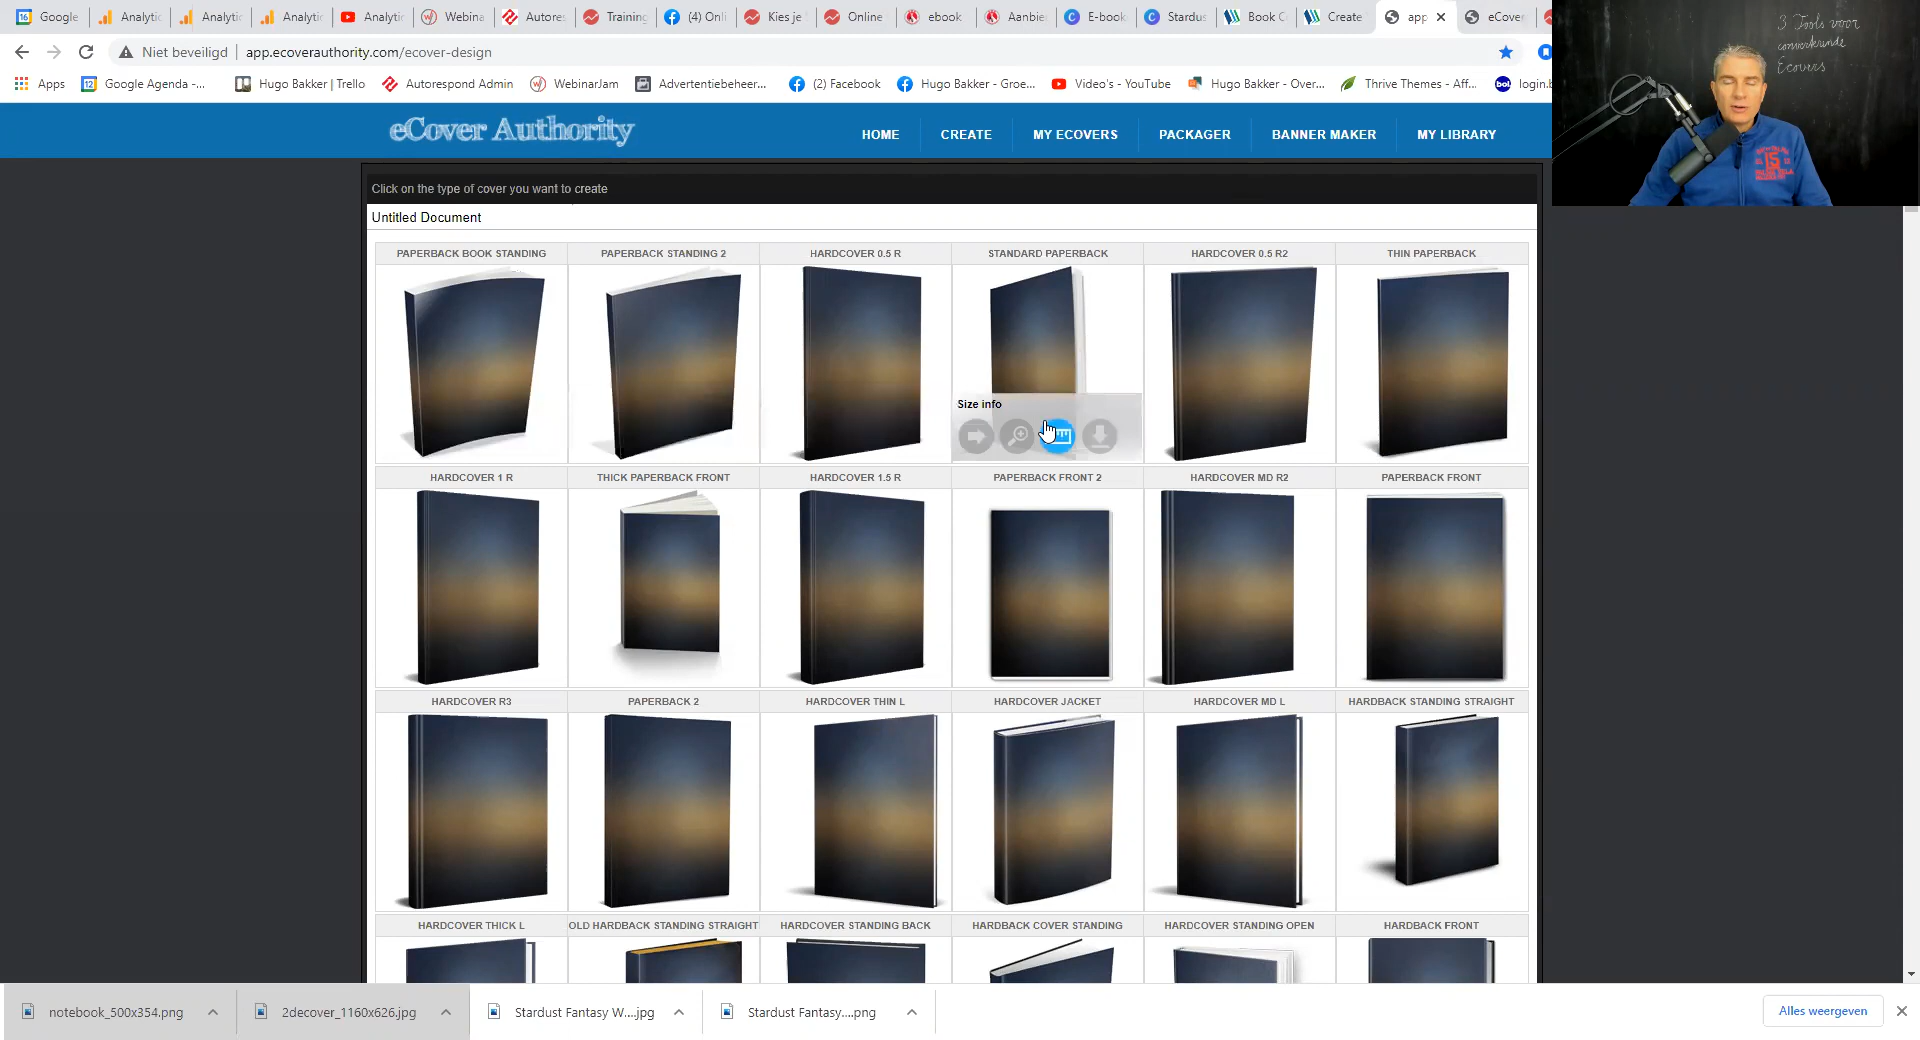 Google
Analytic
Analytic
Analytic
Analytic
Webina
Autores
Training
(4) Onli
Kies je
Online
ebook
Aanbie
E-book
Stardus
Book C
Create
app
eCover
Niet beveiligd
app.ecoverauthority.com/ecover-design
Apps
Google Agenda -...
Hugo Bakker | Trello
Autorespond Admin
WebinarJam
Advertentiebeheer...
(2) Facebook
Hugo Bakker - Groe...
Video's - YouTube
Hugo Bakker - Over...
Thrive Themes - Aff...
bol
login.b
3 Tools voor
converterende
Ecovers
eCover Authority
HOME
CREATE
MY ECOVERS
PACKAGER
BANNER MAKER
MY LIBRARY
Click on the type of cover you want to create
Untitled Document
PAPERBACK BOOK STANDING
PAPERBACK STANDING 2
HARDCOVER 0.5 R
STANDARD PAPERBACK
HARDCOVER 0.5 R2
THIN PAPERBACK
Size info
HARDCOVER 1 R
THICK PAPERBACK FRONT
HARDCOVER 1.5 R
PAPERBACK FRONT 2
HARDCOVER MD R2
PAPERBACK FRONT
HARDCOVER R3
PAPERBACK 2
HARDCOVER THIN L
HARDCOVER JACKET
HARDCOVER MD L
HARDBACK STANDING STRAIGHT
HARDCOVER THICK L
OLD HARDBACK STANDING STRAIGHT
HARDCOVER STANDING BACK
HARDBACK COVER STANDING
HARDCOVER STANDING OPEN
HARDBACK FRONT
notebook_500x354.png
2decover_1160x626.jpg
Stardust Fantasy W....jpg
Stardust Fantasy....png
Alles weergeven